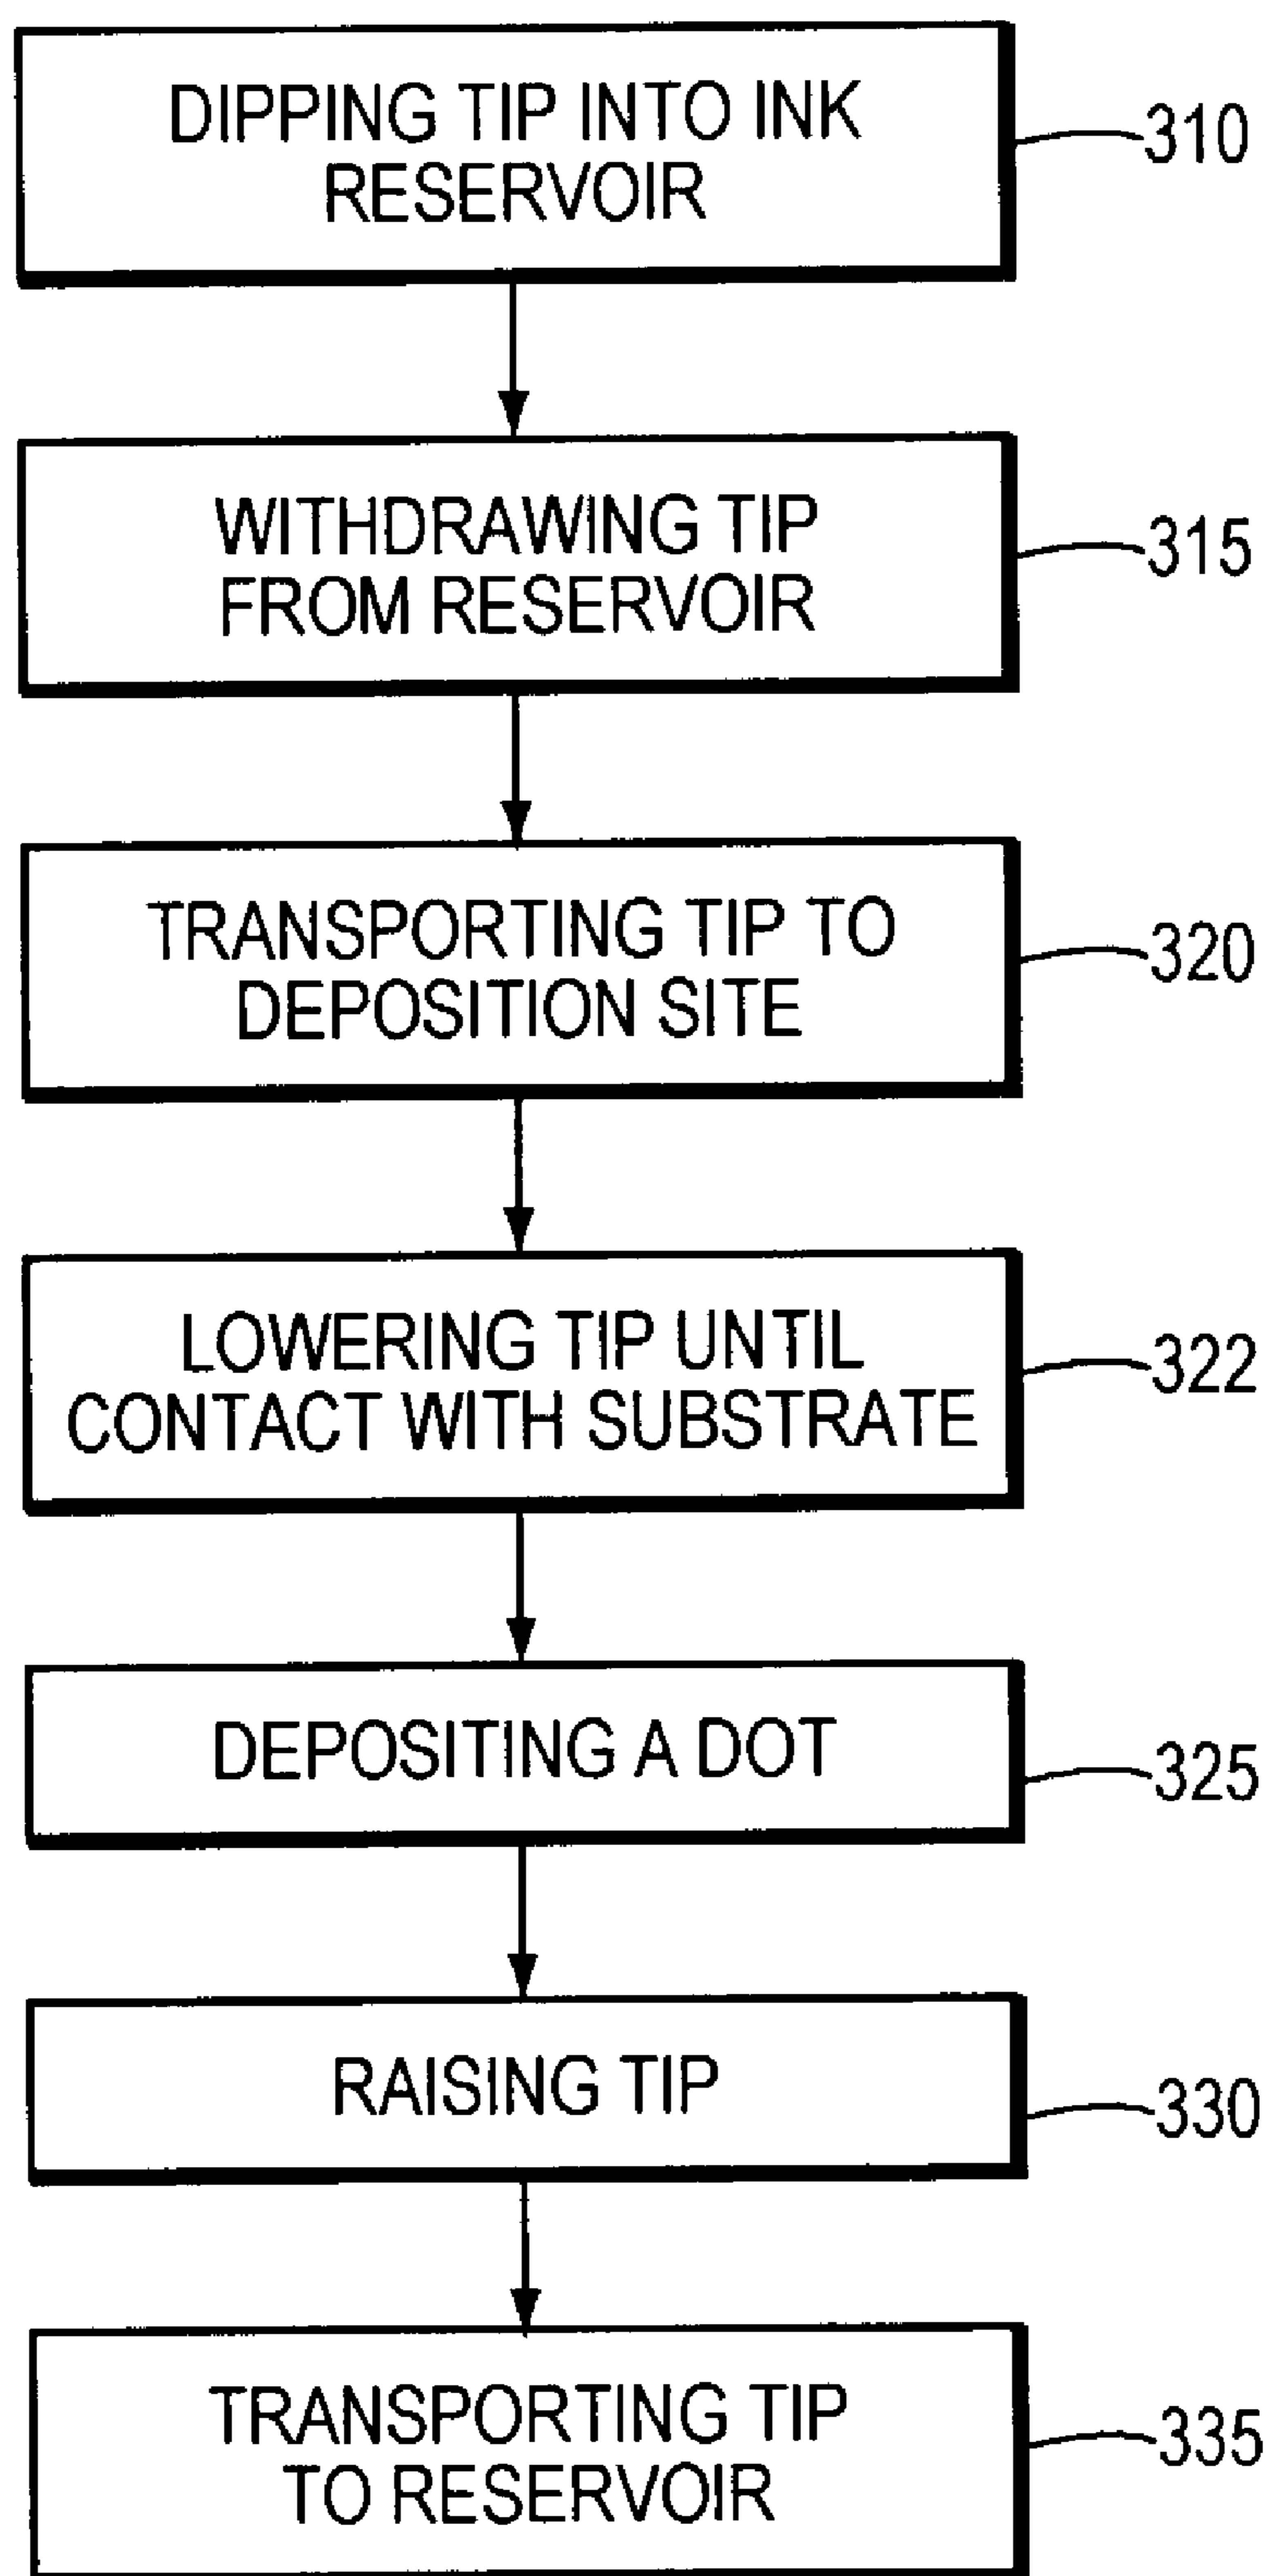 DIPPING TIP INTO INK
RESERVOIR
310
WITHDRAWING TIP
FROM RESERVOIR
315
TRANSPORTING TIP TO
DEPOSITION SITE
320
LOWERING TIP UNTIL
CONTACT WITH SUBSTRATE
322
DEPOSITING A DOT
325
RAISING TIP
330
TRANSPORTING TIP
TO RESERVOIR
335